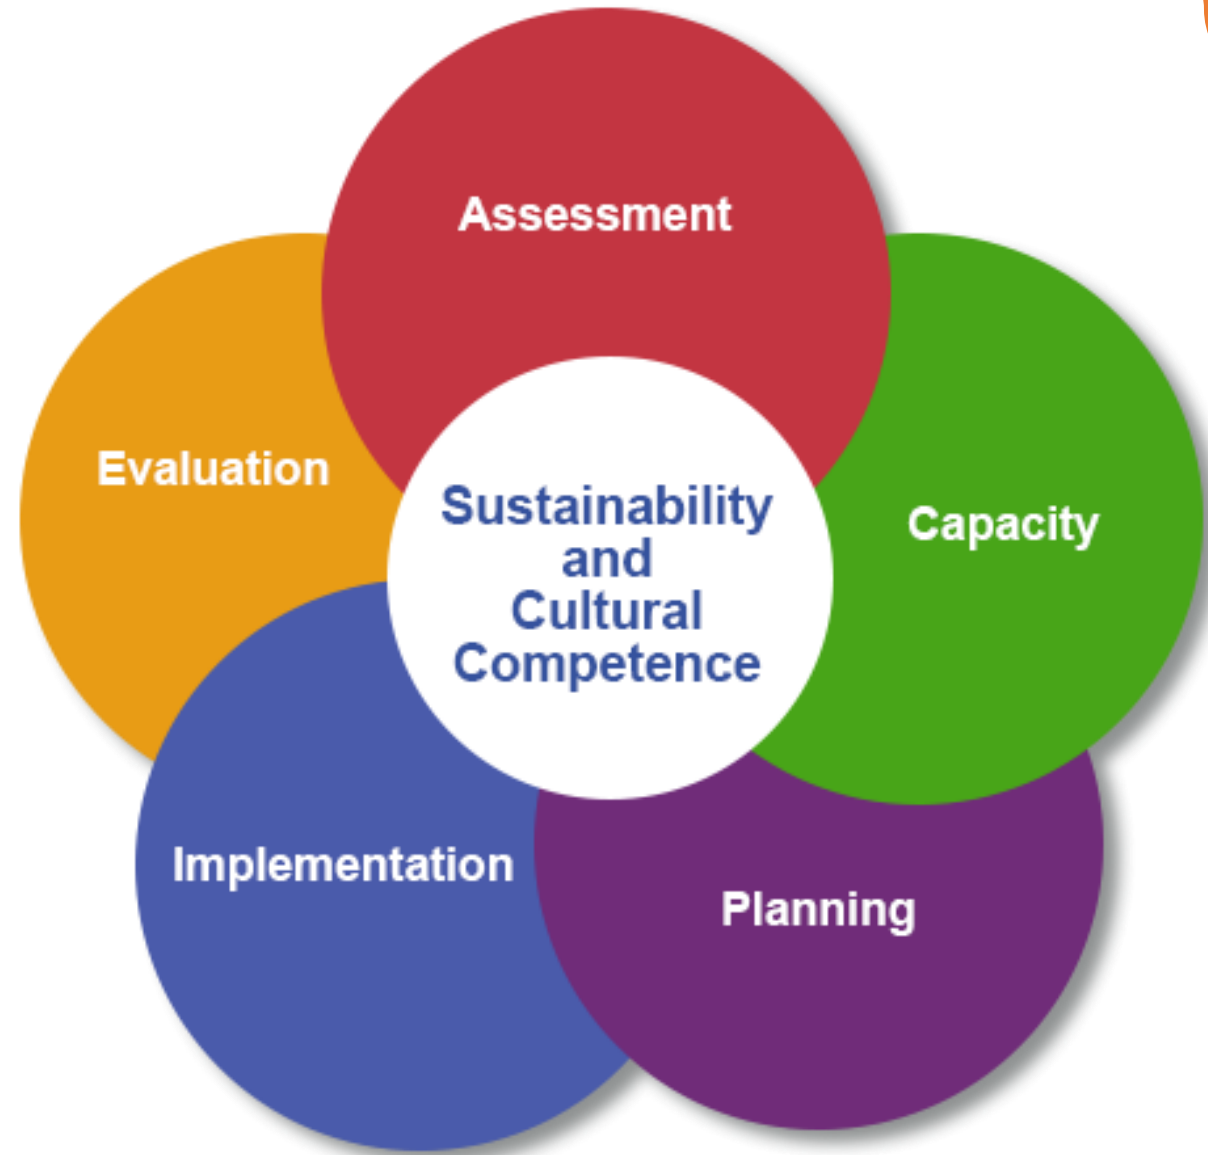 Assessment
Capacity
Planning
Implementation
Evaluation
Sustainability
and
Cultural
Competence